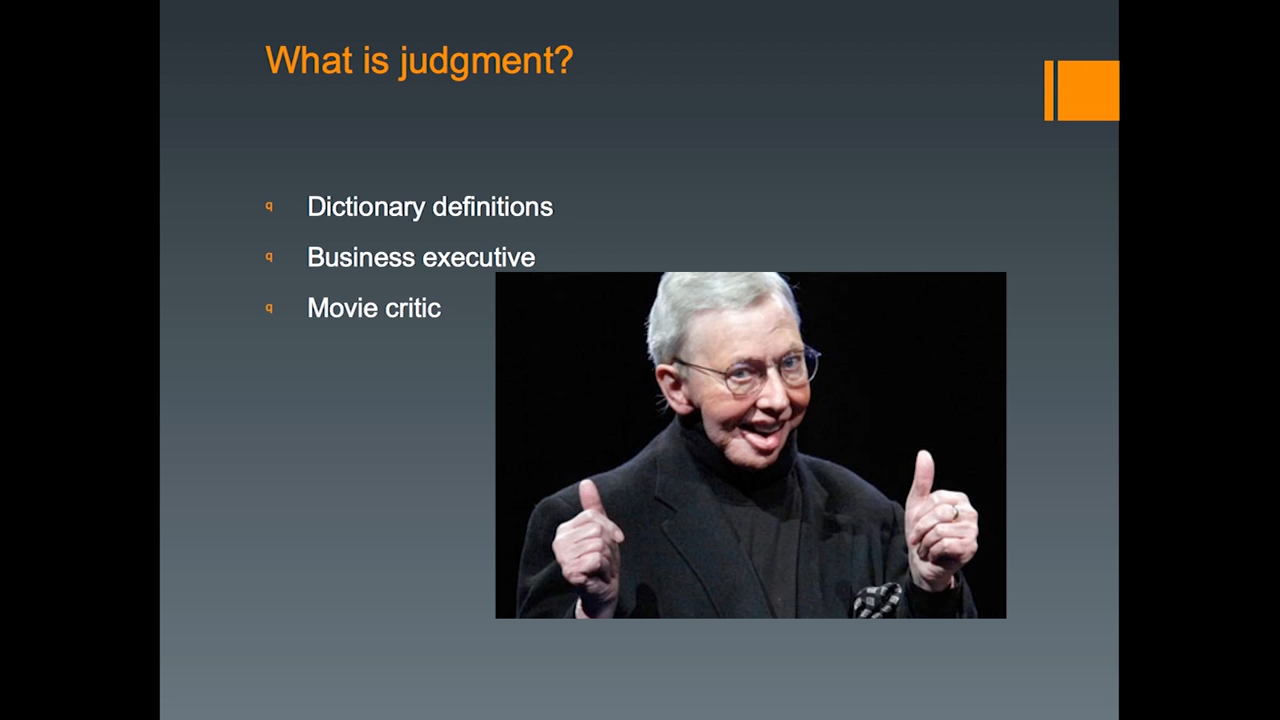 What is judgment?
q Dictionary definitions
q Business executive
q Movie critic